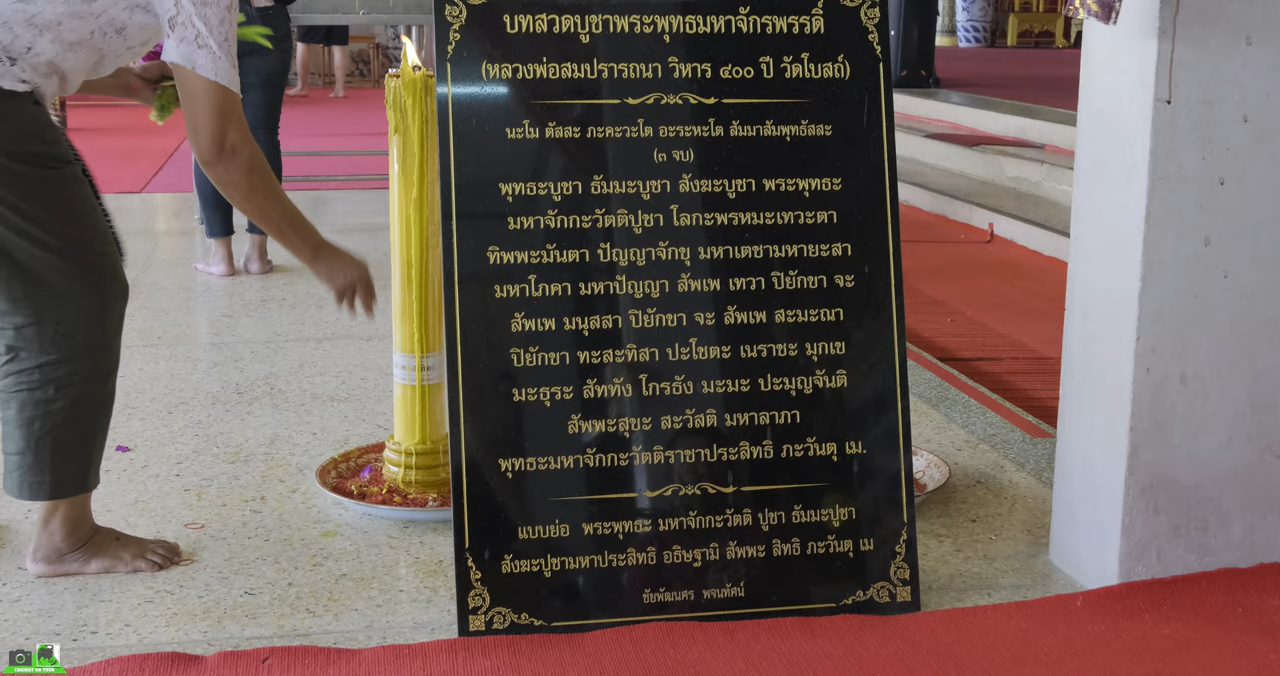 บทสวดบูชาพระพุทธมหาจักรพรรดิ์
(หลวงพ่อสมปรารถนา วิหาร ๔๐๐ ปี วัดโบสถ์)
นะโม ตัสสะ ภะคะวะโต อะระหะโต สัมมาสัมพุทธัสสะ
(๓ จบ)
พุทธะบูชา ธัมมะบูชา สังฆะบูชา พระพุทธะ
มหาจักกะวัตติปูชา โลกะพรหมะเทวะตา
ทิพพะมันตา ปัญญาจักขุ มหาเตชามหายะสา
มหาโภคา มหาปัญญา สัพเพ เทวา ปิยักขา จะ
สัพเพ มนุสสา ปิยักขา จะ สัพเพ สะมะณา
ปิยักขา ทะสะทิสา ปะโชตะ เนราชะ มุกเข
มะธุระ สัททัง โกรธัง มะมะ ปะมุญจันติ
สัพพะสุขะ สะวัสติ มหาลาภา
พุทธะมหาจักกะวัตติราชาประสิทธิ ภะวันตุ เม.
แบบย่อ พระพุทธะ มหาจักกะวัตติ ปูชา ธัมมะปูชา
สังฆะปูชามหาประสิทธิ อธิษฐามิ สัพพะ สิทธิ ภะวันตุ เม
ชัยพัฒนศร พจนทัศน์